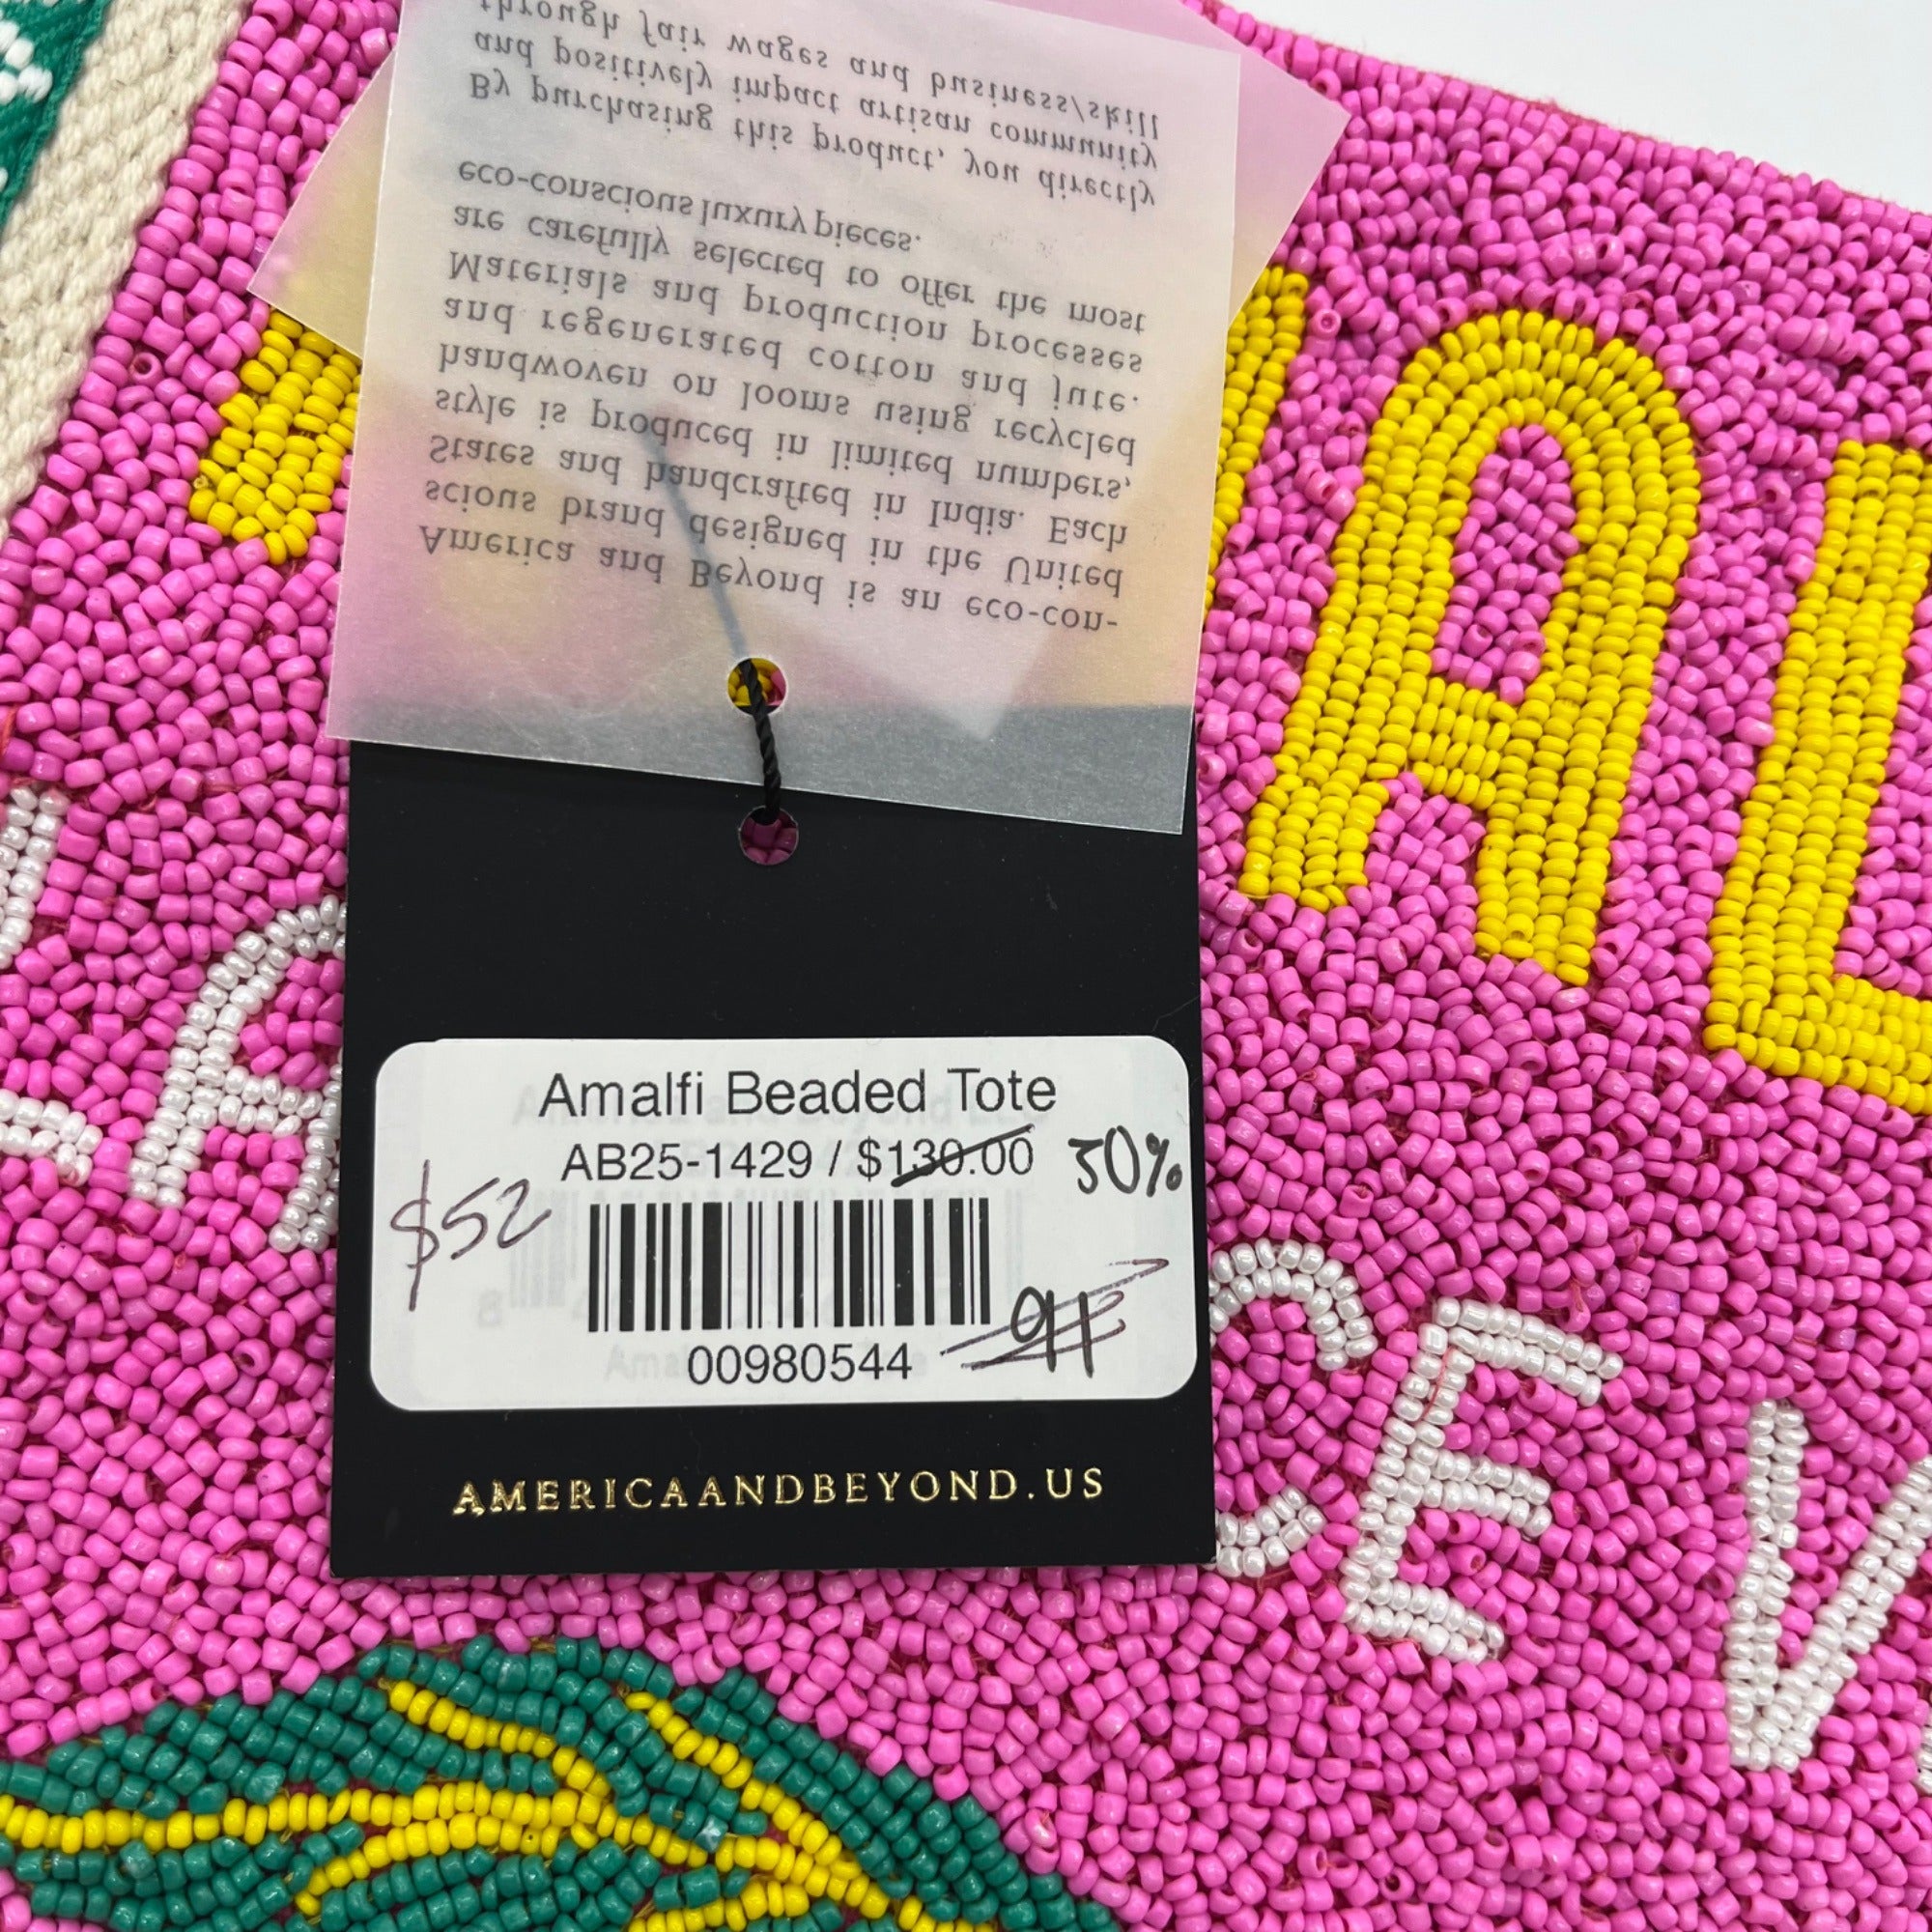 through fair wages and business/skill
and positively impact artisan community
By purchasing this product, you directly
eco-conscious luxury pieces.
are carefully selected to offer the most
Materials and production processes
and regenerated cotton and jute.
handwoven on looms using recycled
style is produced in limited numbers,
States and handcrafted in India. Each
scious brand designed in the United
America and Beyond is an eco-con-
Amalfi Beaded Tote
AB25-1429 / $130.00 30%
$52
00980544
AMERICAANDBEYOND.US
AL
LA
CE V